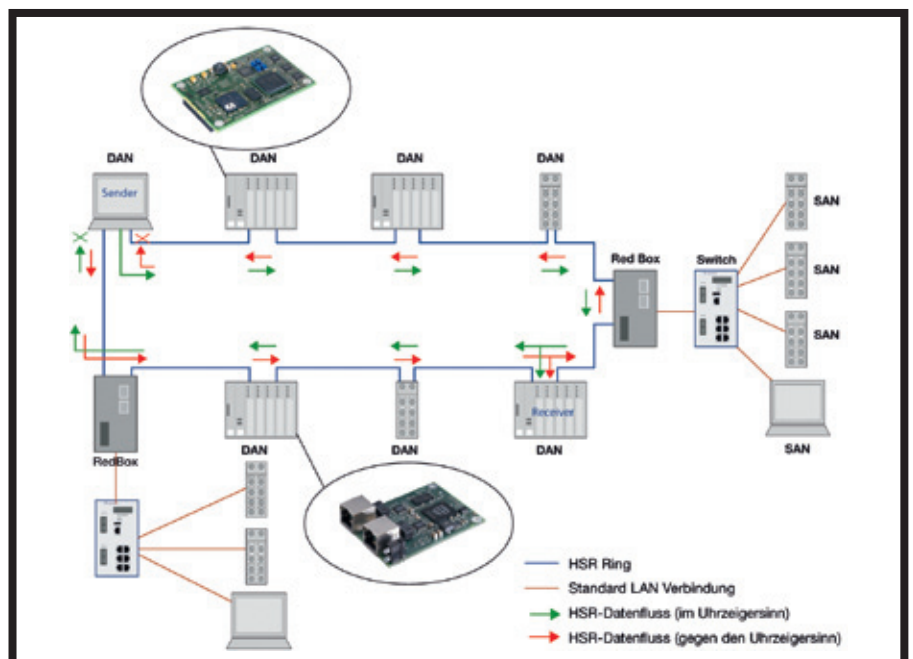 DAN
DAN
DAN
DAN
Sender
SAN
Red Box
Switch
SAN
SAN
Receiver
RedBox
DAN
DAN
DAN
SAN
HSR Ring
Standard LAN Verbindung
HSR-Datenfluss (im Uhrzeigersinn)
HSR-Datenfluss (gegen den Uhrzeigersinn)